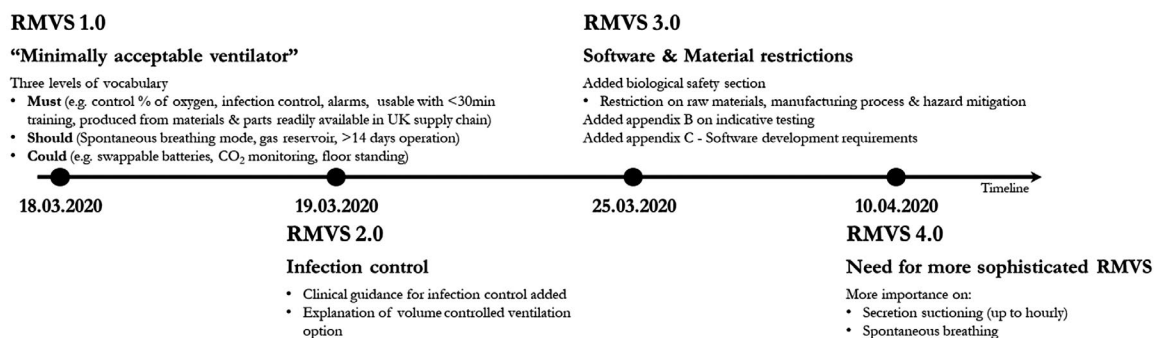 RMVS 1.0
“Minimally acceptable ventilator”
Three levels of vocabulary
• Must (e.g. control % of oxygen, infection control, alarms, usable with <30min
training, produced from materials & parts readily available in UK supply chain)
• Should (Spontaneous breathing mode, gas reservoir, >14 days operation)
• Could (e.g. swappable batteries, CO₂ monitoring, floor standing)
RMVS 3.0
Software & Material restrictions
Added biological safety section
• Restriction on raw materials, manufacturing process & hazard mitigation
Added appendix B on indicative testing
Added appendix C - Software development requirements
Timeline
18.03.2020
19.03.2020
25.03.2020
10.04.2020
RMVS 2.0
Infection control
• Clinical guidance for infection control added
• Explanation of volume controlled ventilation
option
RMVS 4.0
Need for more sophisticated RMVS
More importance on:
• Secretion suctioning (up to hourly)
• Spontaneous breathing